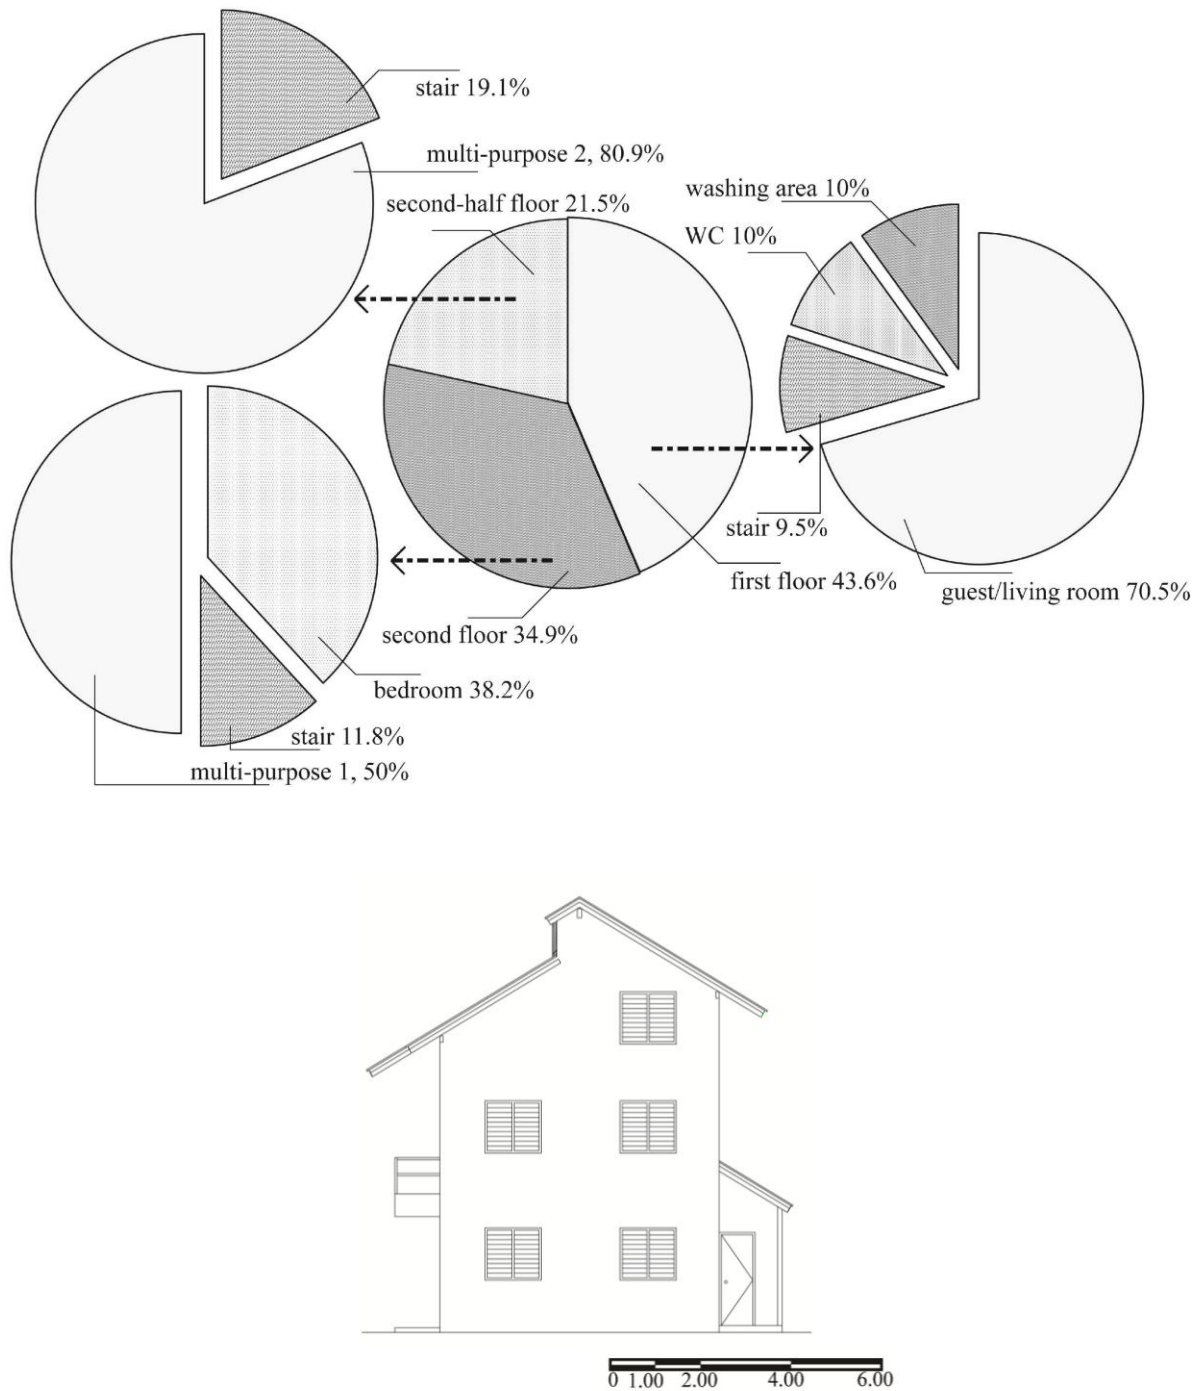 stair 19.1%
multi-purpose 2, 80.9%
second-half floor 21.5%
washing area 10%
WC 10%
stair 9.5%
first floor 43.6%
guest/living room 70.5%
second floor 34.9%
bedroom 38.2%
stair 11.8%
multi-purpose 1, 50%
0 1.00 2.00 4.00 6.00